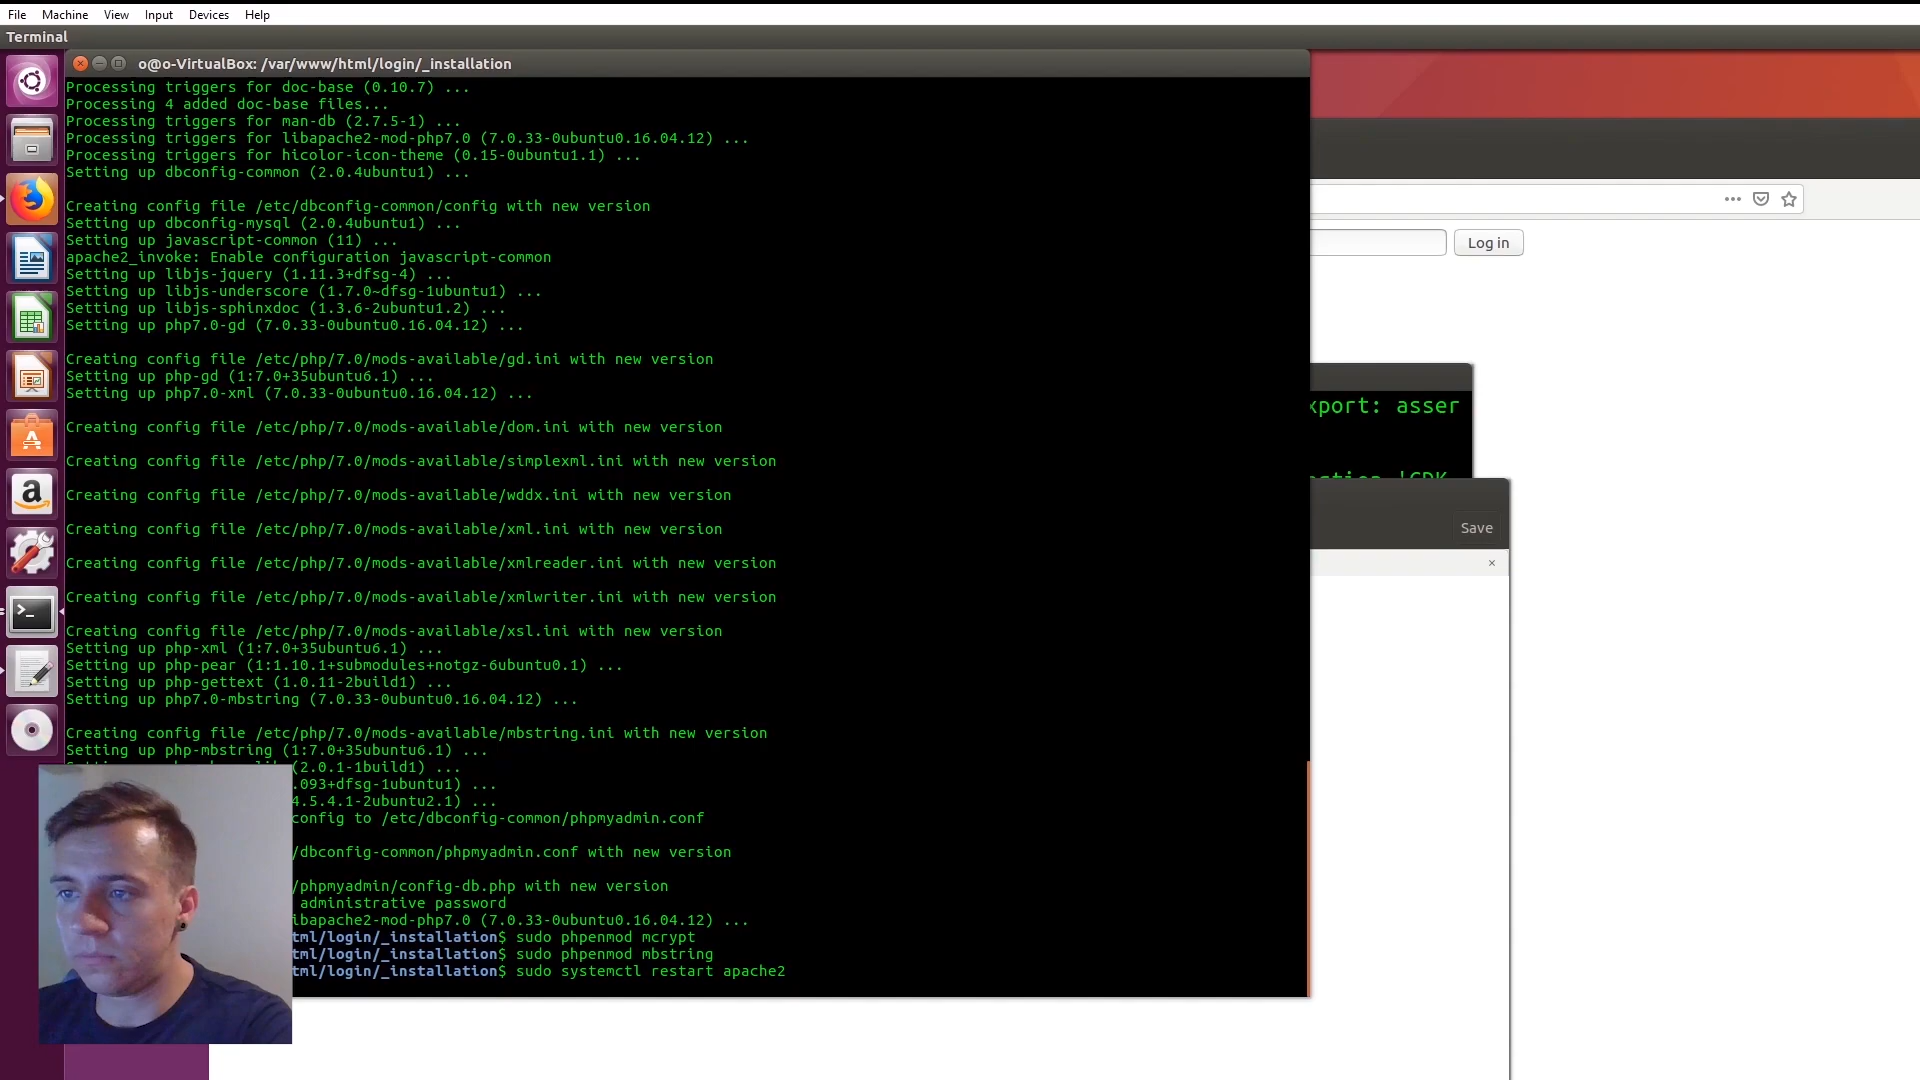 File Machine View Input Devices Help
Terminal
o@o-VirtualBox: /var/www/html/login/_installation
Processing triggers for doc-base (0.10.7) ...
Processing 4 added doc-base files...
Processing triggers for man-db (2.7.5-1) ...
Processing triggers for libapache2-mod-php7.0 (7.0.33-0ubuntu0.16.04.12) ...
Processing triggers for hicolor-icon-theme (0.15-0ubuntu1.1) ...
Setting up dbconfig-common (2.0.4ubuntu1) ...
Creating config file /etc/dbconfig-common/config with new version
Setting up dbconfig-mysql (2.0.4ubuntu1) ...
Setting up javascript-common (11) ...
apache2_invoke: Enable configuration javascript-common
Setting up libjs-jquery (1.11.3+dfsg-4) ...
Setting up libjs-underscore (1.7.0~dfsg-1ubuntu1) ...
Setting up libjs-sphinxdoc (1.3.6-2ubuntu1.2) ...
Setting up php7.0-gd (7.0.33-0ubuntu0.16.04.12) ...
Creating config file /etc/php/7.0/mods-available/gd.ini with new version
Setting up php-gd (1:7.0+35ubuntu6.1) ...
Setting up php7.0-xml (7.0.33-0ubuntu0.16.04.12) ...
Creating config file /etc/php/7.0/mods-available/dom.ini with new version
Creating config file /etc/php/7.0/mods-available/simplexml.ini with new version
Creating config file /etc/php/7.0/mods-available/wddx.ini with new version
Creating config file /etc/php/7.0/mods-available/xml.ini with new version
Creating config file /etc/php/7.0/mods-available/xmlreader.ini with new version
Creating config file /etc/php/7.0/mods-available/xmlwriter.ini with new version
Creating config file /etc/php/7.0/mods-available/xsl.ini with new version
Setting up php-xml (1:7.0+35ubuntu6.1) ...
Setting up php-pear (1:1.10.1+submodules+notgz-6ubuntu0.1) ...
Setting up php-gettext (1.0.11-2build1) ...
Setting up php7.0-mbstring (7.0.33-0ubuntu0.16.04.12) ...
Creating config file /etc/php/7.0/mods-available/mbstring.ini with new version
Setting up php-mbstring (1:7.0+35ubuntu6.1) ...
(2.0.1-1build1) ...
.093+dfsg-1ubuntu1) ...
4.5.4.1-2ubuntu2.1) ...
config to /etc/dbconfig-common/phpmyadmin.conf
/dbconfig-common/phpmyadmin.conf with new version
/phpmyadmin/config-db.php with new version
administrative password
ibapache2-mod-php7.0 (7.0.33-0ubuntu0.16.04.12) ...
tml/login/_installation$ sudo phpenmod mcrypt
tml/login/_installation$ sudo phpenmod mbstring
tml/login/_installation$ sudo systemctl restart apache2
Log in
xport: asser
Save